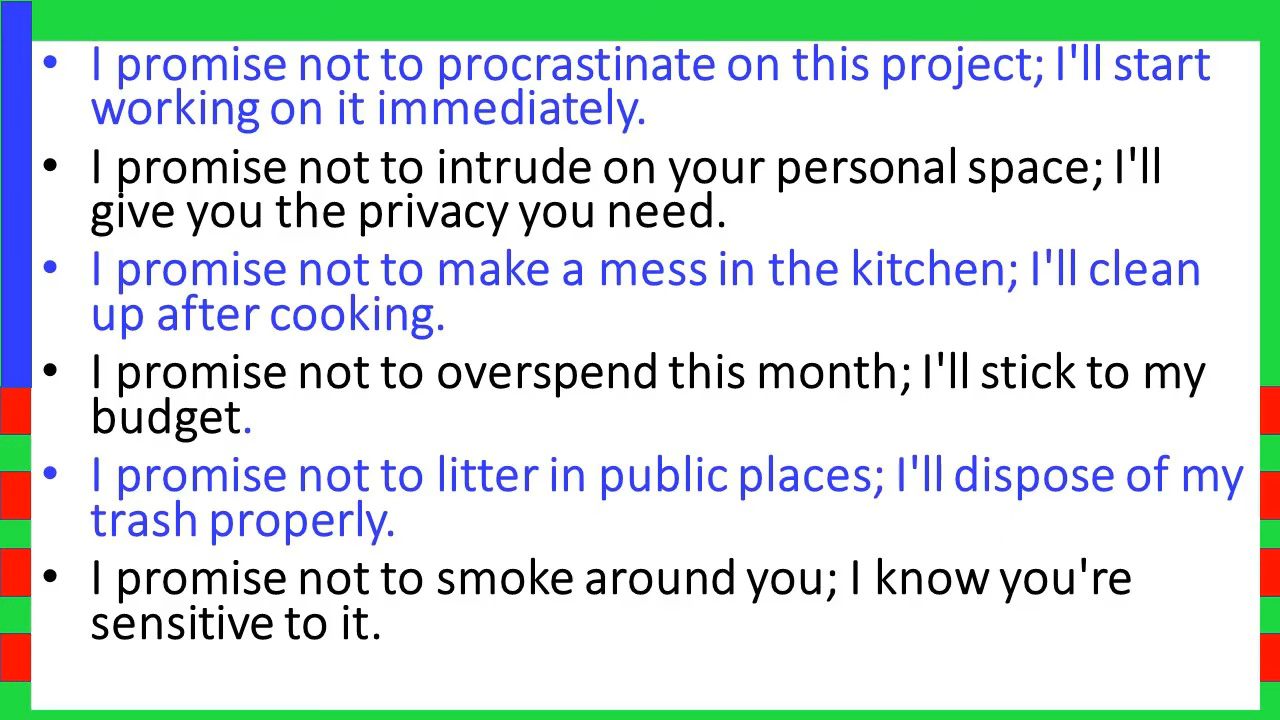 • I promise not to procrastinate on this project; I'll start
working on it immediately.
• I promise not to intrude on your personal space; I'll
give you the privacy you need.
• I promise not to make a mess in the kitchen; I'll clean
up after cooking.
• I promise not to overspend this month; I'll stick to my
budget.
• I promise not to litter in public places; I'll dispose of my
trash properly.
• I promise not to smoke around you; I know you're
sensitive to it.